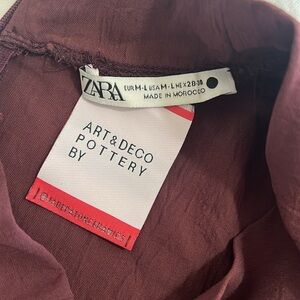 ZARA
EUR M-L USA M-L MEX 28-30
MADE IN MOROCCO
ART & DECO
POTTERY
BY